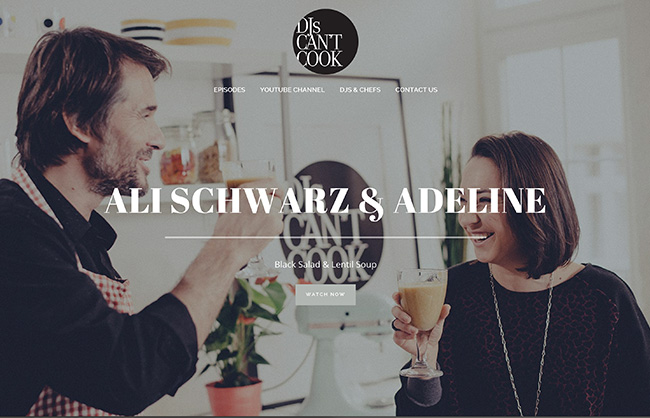 DJs
CAN'T
COOK
EPISODES YOUTUBE CHANNEL DJS & CHEFS CONTACT US
DJs
CAN'T
COOK
ALI SCHWARZ & ADELINE
Black Salad & Lentil Soup
WATCH NOW